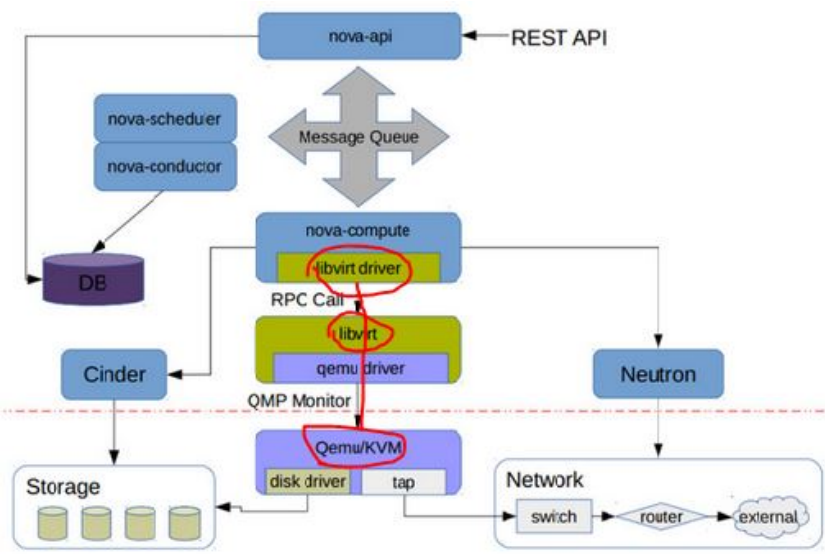 nova-api
REST API
nova-scheduler
Message Queue
nova-conductor
nova-compute
libvirt driver
DB
RPC Call
libvirt
qemu driver
Cinder
Neutron
QMP Monitor
Qemu/KVM
disk driver
tap
Storage
Network
switch
router
external